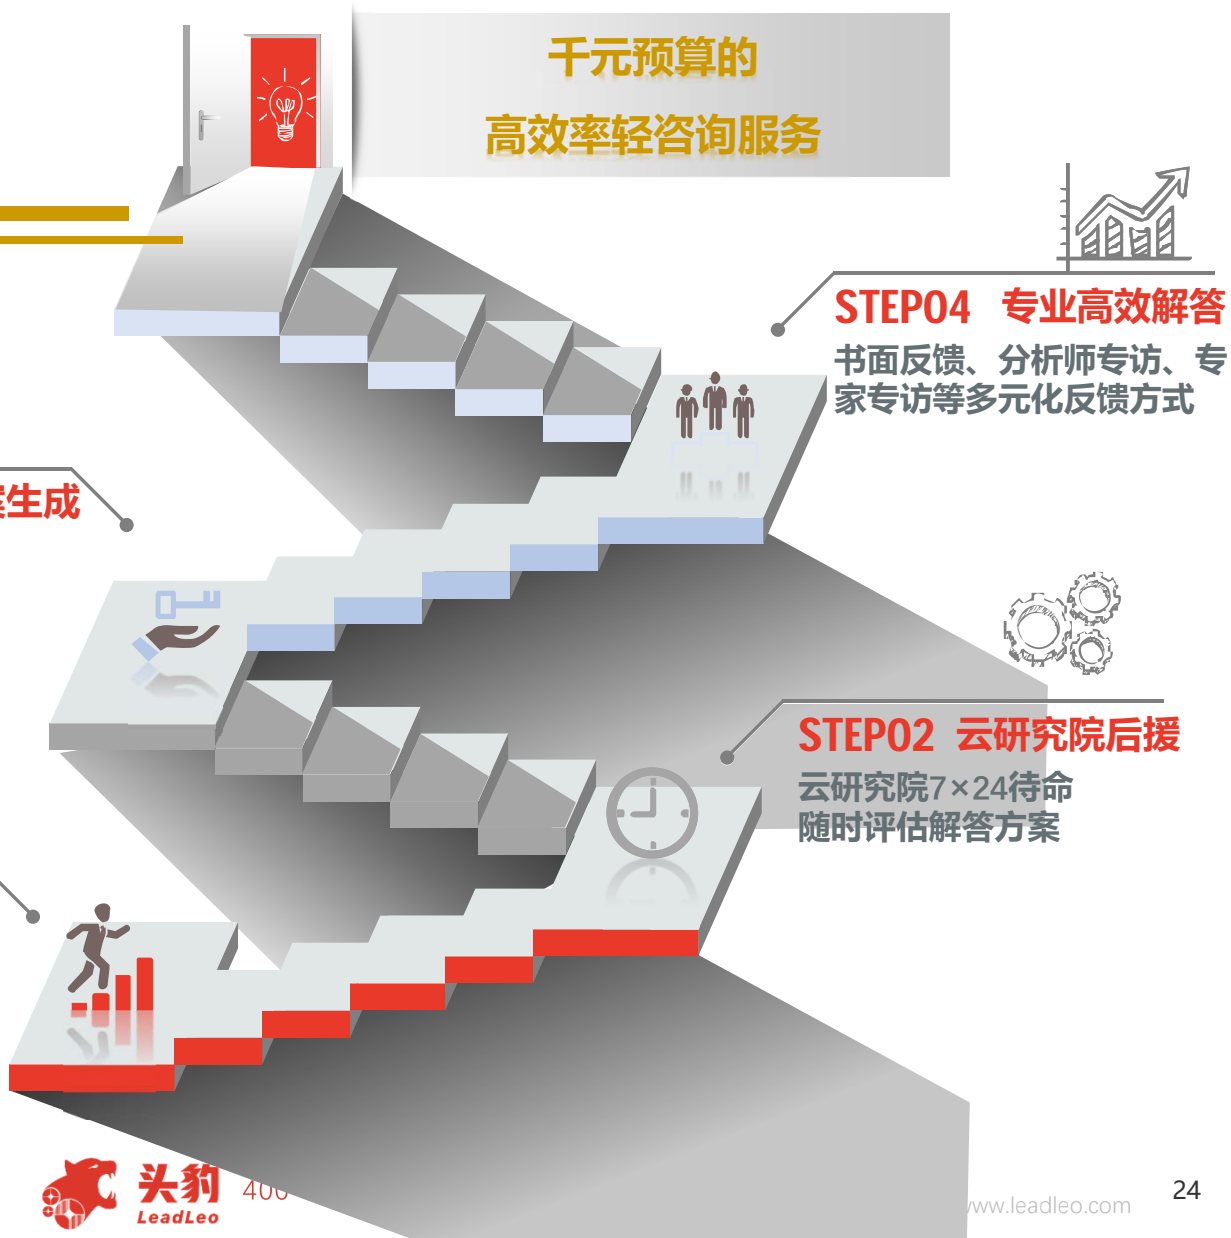 千元预算的
高效率轻咨询服务
STEP04 专业高效解答
书面反馈、分析师专访、专
家专访等多元化反馈方式
生成
STEP02 云研究院后援
云研究院7×24待命
随时评估解答方案
头豹
LeadLeo
400
www.leadleo.com
24